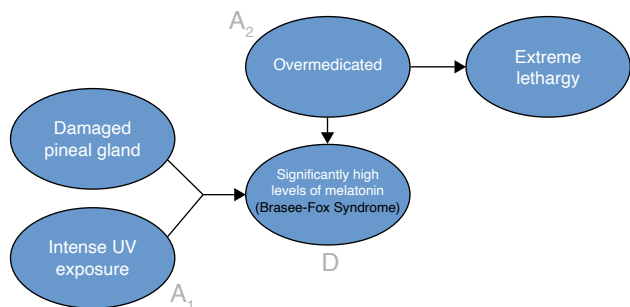 A2
Overmedicated
Extreme
lethargy
Damaged
pineal gland
Significantly high
levels of melatonin
(Brasee-Fox Syndrome)
Intense UV
exposure
D
A1